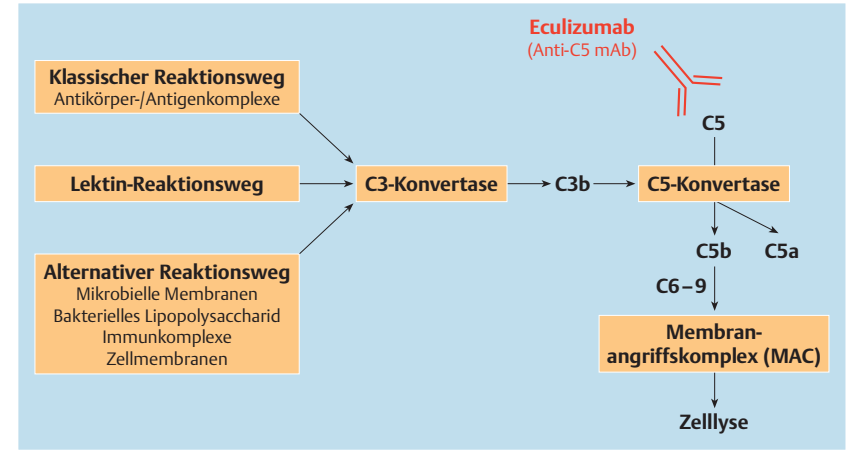 Eculizumab
(Anti-C5 mAb)
Klassischer Reaktionsweg
Antikörper-/Antigenkomplexe
C5
Lektin-Reaktionsweg
C3-Konvertase
C3b
C5-Konvertase
Alternativer Reaktionsweg
Mikrobielle Membranen
Bakterielles Lipopolysaccharid
Immunkomplexe
Zellmembranen
C5b
C5a
C6–9
Membran-
angriffskomplex (MAC)
Zelllyse